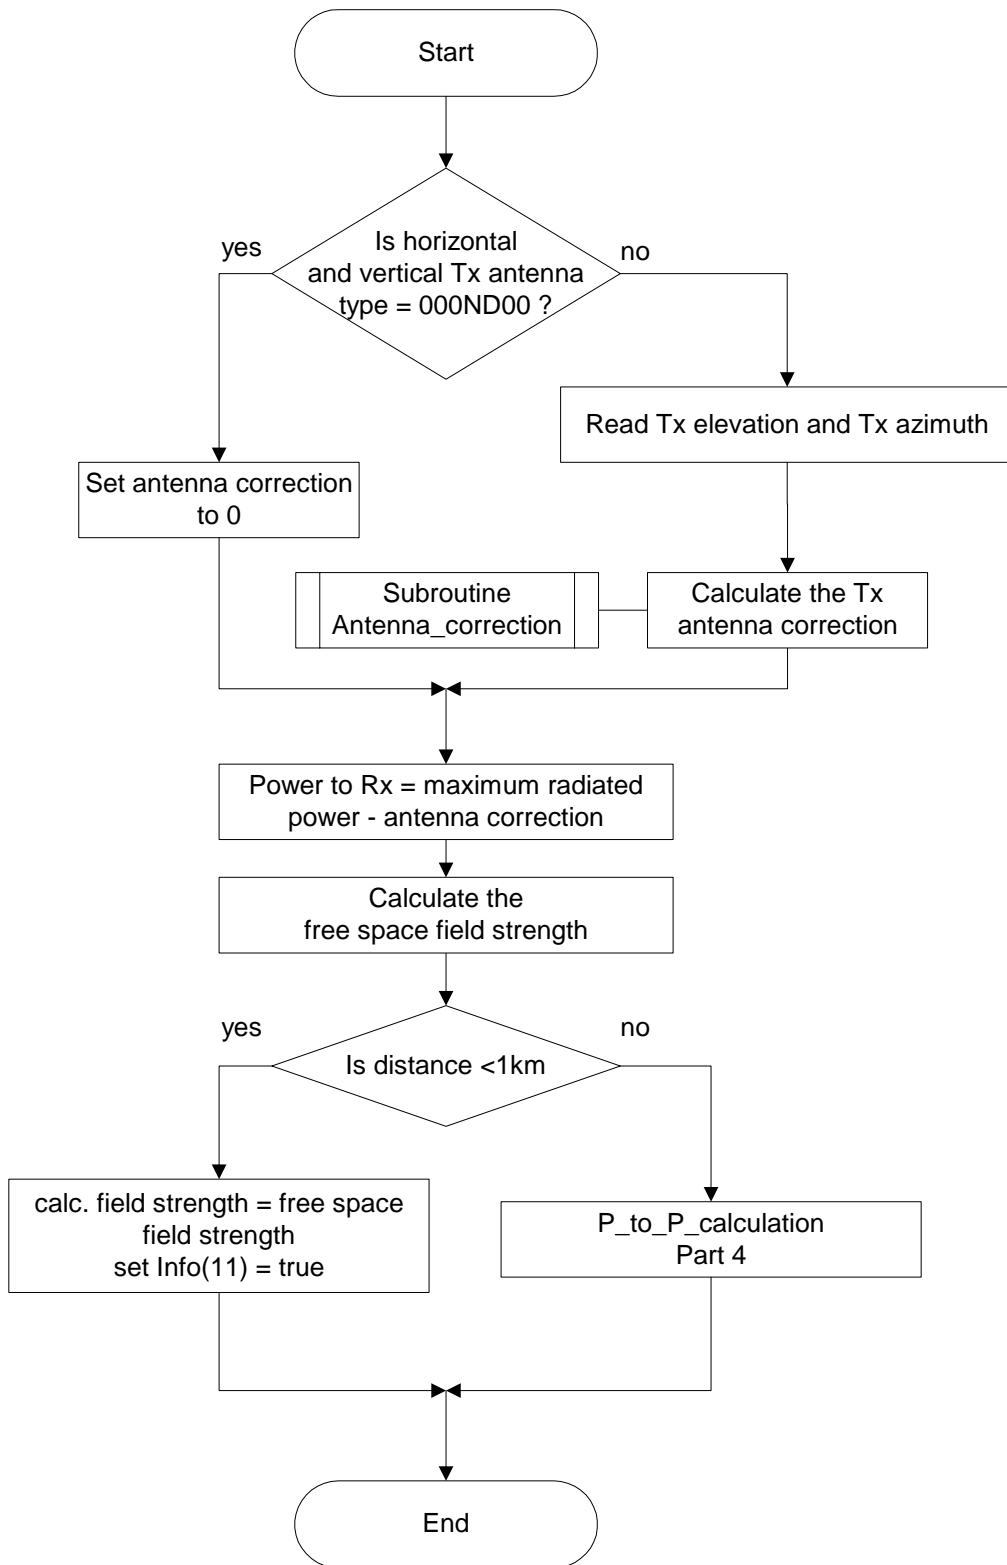 Start
Is horizontal
and vertical Tx antenna
type = 000ND00 ?
yes
no
Read Tx elevation and Tx azimuth
Set antenna correction
to 0
Subroutine
Antenna_correction
Calculate the Tx
antenna correction
Power to Rx = maximum radiated
power - antenna correction
Calculate the
free space field strength
yes
no
Is distance <1km
calc. field strength = free space
field strength
set Info(11) = true
P_to_P_calculation
Part 4
End